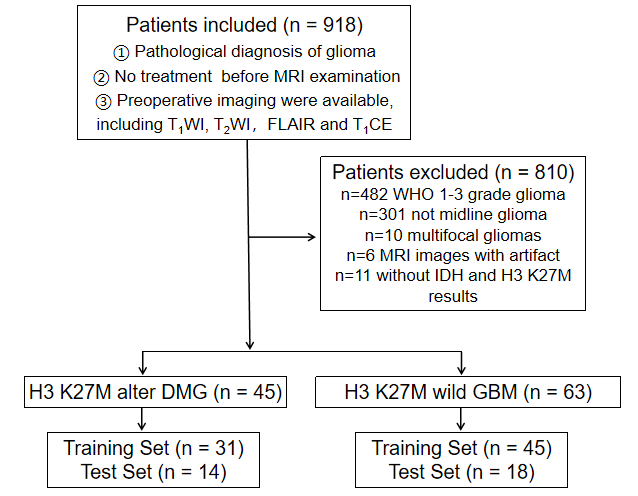 Patients included (n = 918)
① Pathological diagnosis of glioma
② No treatment before MRI examination
③ Preoperative imaging were available,
including T₁WI, T₂WI, FLAIR and T₁CE
Patients excluded (n = 810)
n=482 WHO 1-3 grade glioma
n=301 not midline glioma
n=10 multifocal gliomas
n=6 MRI images with artifact
n=11 without IDH and H3 K27M
results
H3 K27M alter DMG (n = 45)
H3 K27M wild GBM (n = 63)
Training Set (n = 31)
Test Set (n = 14)
Training Set (n = 45)
Test Set (n = 18)